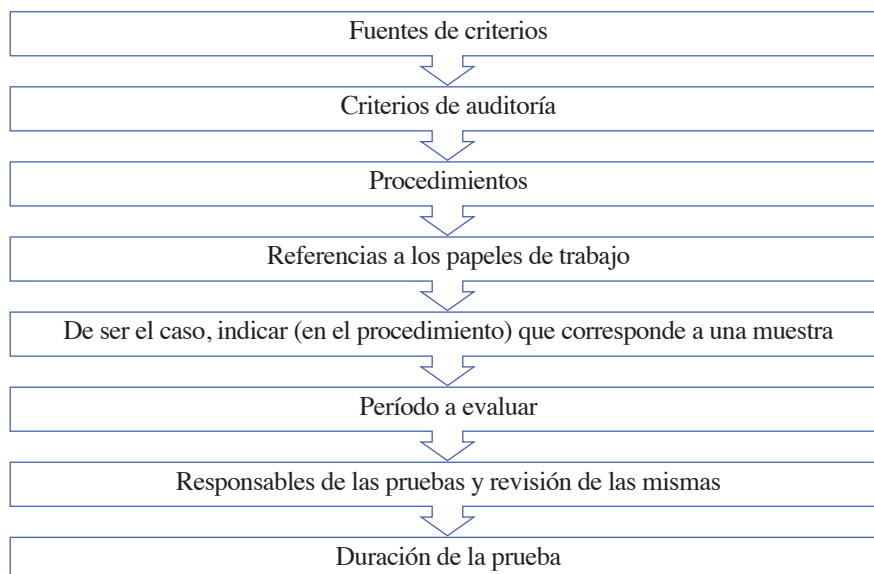 Fuentes de criterios
Criterios de auditoría
Procedimientos
Referencias a los papeles de trabajo
De ser el caso, indicar (en el procedimiento) que corresponde a una muestra
Período a evaluar
Responsables de las pruebas y revisión de las mismas
Duración de la prueba